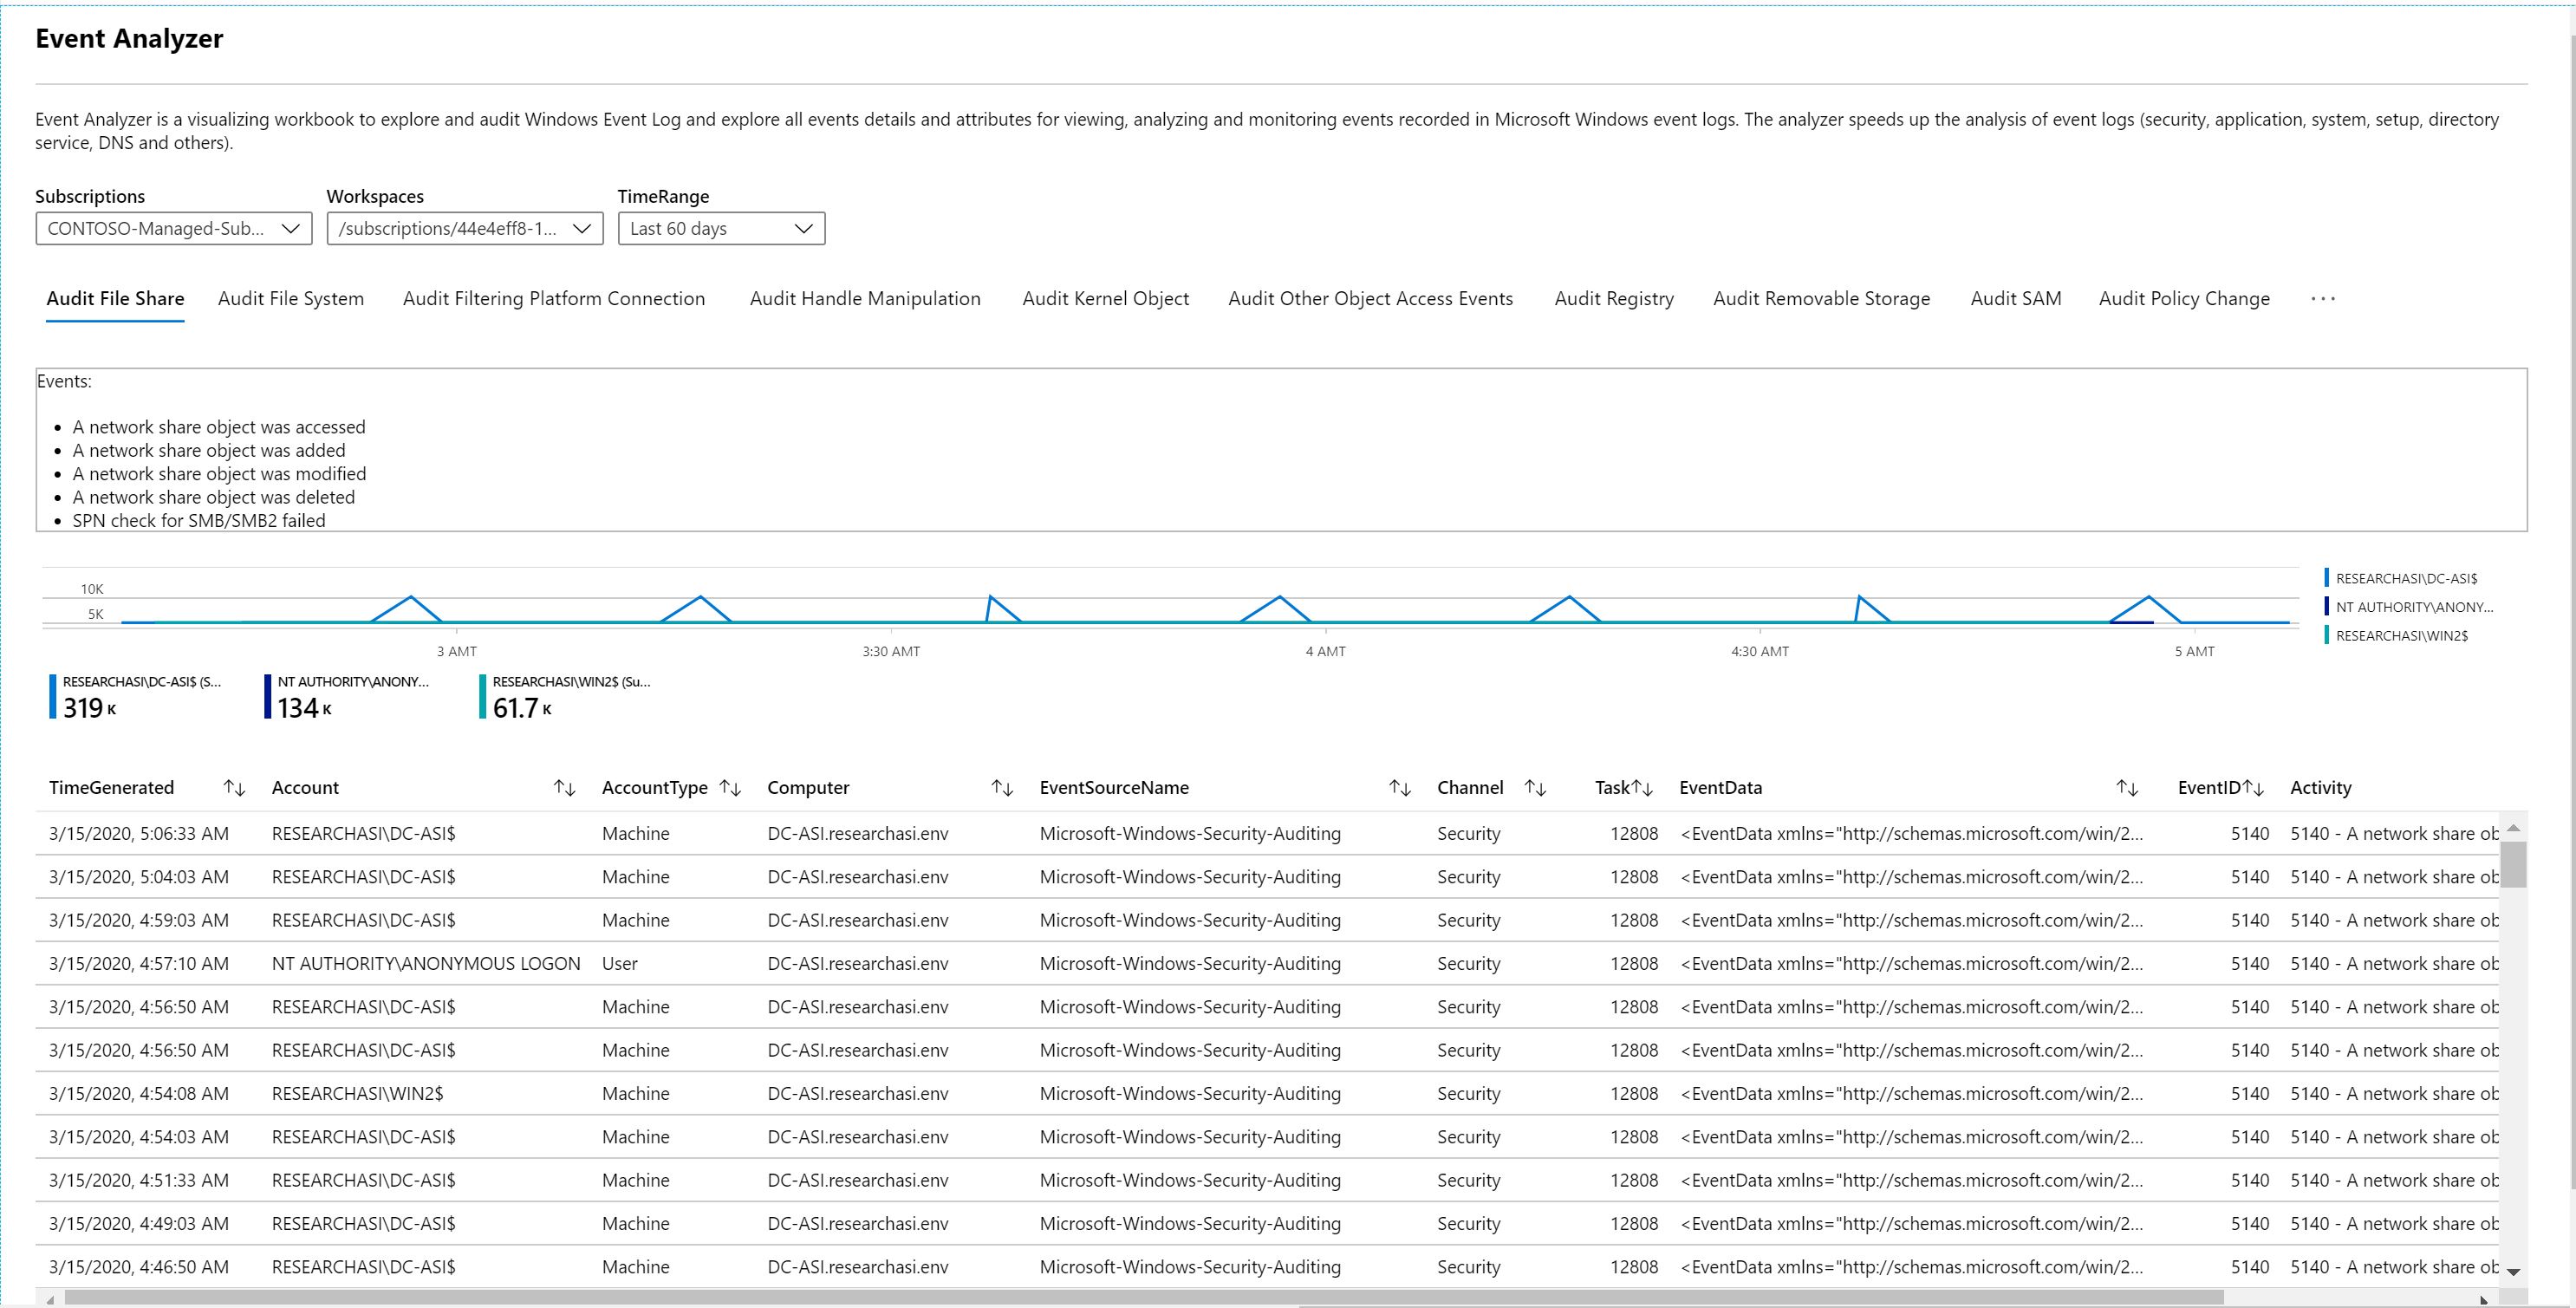 Event Analyzer
Event Analyzer is a visualizing workbook to explore and audit Windows Event Log and explore all events details and attributes for viewing, analyzing and monitoring events recorded in Microsoft Windows event logs. The analyzer speeds up the analysis of event logs (security, application, system, setup, directory
service, DNS and others).
Subscriptions Workspaces TimeRange
CONTOSO-Managed-Sub... /subscriptions/44e4eff8-1... Last 60 days
Audit File Share Audit File System Audit Filtering Platform Connection Audit Handle Manipulation Audit Kernel Object Audit Other Object Access Events Audit Registry Audit Removable Storage Audit SAM Audit Policy Change ...
Events:
• A network share object was accessed
• A network share object was added
• A network share object was modified
• A network share object was deleted
• SPN check for SMB/SMB2 failed
10K
5K
3 AMT 3:30 AMT 4 AMT 4:30 AMT 5 AMT
RESEARCHASI\DC-ASI$
NT AUTHORITY\ANONY...
RESEARCHASI\WIN2$
RESEARCHASI\DC-ASI$ (S... NT AUTHORITY\ANONY... RESEARCHASI\WIN2$ (Su...
319 K 134 K 61.7 K
TimeGenerated ↑↓ Account ↑↓ AccountType ↑↓ Computer ↑↓ EventSourceName ↑↓ Channel ↑↓ Task↑↓ EventData ↑↓ EventID↑↓ Activity
3/15/2020, 5:06:33 AM RESEARCHASI\DC-ASI$ Machine DC-ASI.researchasi.env Microsoft-Windows-Security-Auditing Security 12808 <EventData xmlns="http://schemas.microsoft.com/win/2... 5140 5140 - A network share ob
3/15/2020, 5:04:03 AM RESEARCHASI\DC-ASI$ Machine DC-ASI.researchasi.env Microsoft-Windows-Security-Auditing Security 12808 <EventData xmlns="http://schemas.microsoft.com/win/2... 5140 5140 - A network share ob
3/15/2020, 4:59:03 AM RESEARCHASI\DC-ASI$ Machine DC-ASI.researchasi.env Microsoft-Windows-Security-Auditing Security 12808 <EventData xmlns="http://schemas.microsoft.com/win/2... 5140 5140 - A network share ob
3/15/2020, 4:57:10 AM NT AUTHORITY\ANONYMOUS LOGON User DC-ASI.researchasi.env Microsoft-Windows-Security-Auditing Security 12808 <EventData xmlns="http://schemas.microsoft.com/win/2... 5140 5140 - A network share ob
3/15/2020, 4:56:50 AM RESEARCHASI\DC-ASI$ Machine DC-ASI.researchasi.env Microsoft-Windows-Security-Auditing Security 12808 <EventData xmlns="http://schemas.microsoft.com/win/2... 5140 5140 - A network share ob
3/15/2020, 4:56:50 AM RESEARCHASI\DC-ASI$ Machine DC-ASI.researchasi.env Microsoft-Windows-Security-Auditing Security 12808 <EventData xmlns="http://schemas.microsoft.com/win/2... 5140 5140 - A network share ob
3/15/2020, 4:54:08 AM RESEARCHASI\WIN2$ Machine DC-ASI.researchasi.env Microsoft-Windows-Security-Auditing Security 12808 <EventData xmlns="http://schemas.microsoft.com/win/2... 5140 5140 - A network share ob
3/15/2020, 4:54:03 AM RESEARCHASI\DC-ASI$ Machine DC-ASI.researchasi.env Microsoft-Windows-Security-Auditing Security 12808 <EventData xmlns="http://schemas.microsoft.com/win/2... 5140 5140 - A network share ob
3/15/2020, 4:51:33 AM RESEARCHASI\DC-ASI$ Machine DC-ASI.researchasi.env Microsoft-Windows-Security-Auditing Security 12808 <EventData xmlns="http://schemas.microsoft.com/win/2... 5140 5140 - A network share ob
3/15/2020, 4:49:03 AM RESEARCHASI\DC-ASI$ Machine DC-ASI.researchasi.env Microsoft-Windows-Security-Auditing Security 12808 <EventData xmlns="http://schemas.microsoft.com/win/2... 5140 5140 - A network share ob
3/15/2020, 4:46:50 AM RESEARCHASI\DC-ASI$ Machine DC-ASI.researchasi.env Microsoft-Windows-Security-Auditing Security 12808 <EventData xmlns="http://schemas.microsoft.com/win/2... 5140 5140 - A network share ob